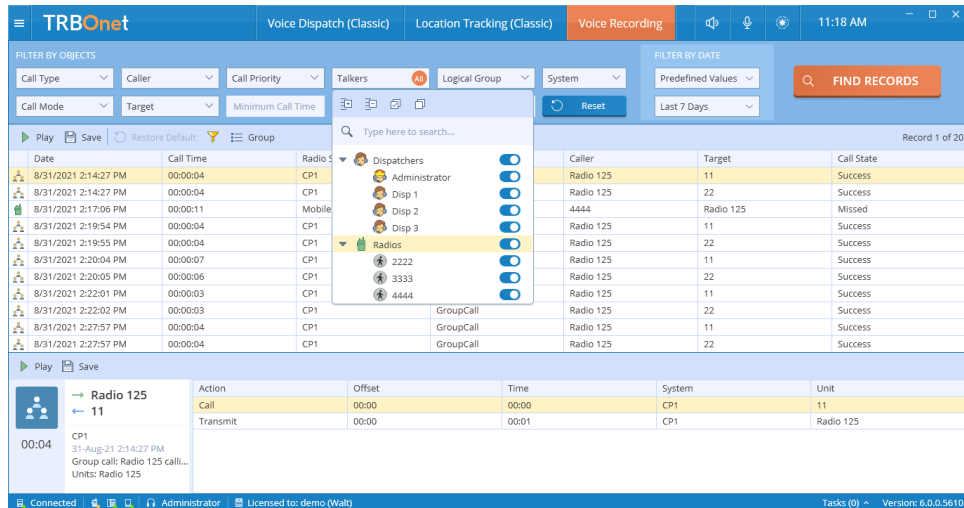 TRBOnet Voice Dispatch (Classic) Location Tracking (Classic) Voice Recording 11:18 AM
FILTER BY OBJECTS FILTER BY DATE
Call Type Caller Call Priority Talkers All Logical Group System Predefined Values FIND RECORDS
Call Mode Target Minimum Call Time Reset Last 7 Days
Type here to search...
Dispatchers
Administrator
Disp 1
Disp 2
Disp 3
Radios
2222
3333
4444
Play Save Restore Default Group Record 1 of 20
Date Call Time Radio S Caller Target Call State
8/31/2021 2:14:27 PM 00:00:04 CP1 Radio 125 11 Success
8/31/2021 2:14:27 PM 00:00:04 CP1 Radio 125 22 Success
8/31/2021 2:17:06 PM 00:00:11 Mobile 4444 Radio 125 Missed
8/31/2021 2:19:54 PM 00:00:04 CP1 Radio 125 11 Success
8/31/2021 2:19:55 PM 00:00:04 CP1 Radio 125 22 Success
8/31/2021 2:20:04 PM 00:00:07 CP1 Radio 125 11 Success
8/31/2021 2:20:05 PM 00:00:06 CP1 Radio 125 22 Success
8/31/2021 2:22:01 PM 00:00:03 CP1 Radio 125 11 Success
8/31/2021 2:22:02 PM 00:00:03 CP1 GroupCall Radio 125 22 Success
8/31/2021 2:27:57 PM 00:00:04 CP1 GroupCall Radio 125 11 Success
8/31/2021 2:27:57 PM 00:00:04 CP1 GroupCall Radio 125 22 Success
Play Save
Radio 125
11
00:04
CP1
31-Aug-21 2:14:27 PM
Group call: Radio 125 calli...
Units: Radio 125
Action Offset Time System Unit
Call 00:00 00:00 CP1 11
Transmit 00:00 00:01 CP1 Radio 125
Connected Administrator Licensed to: demo (Walt) Tasks (0) Version: 6.0.0.5610